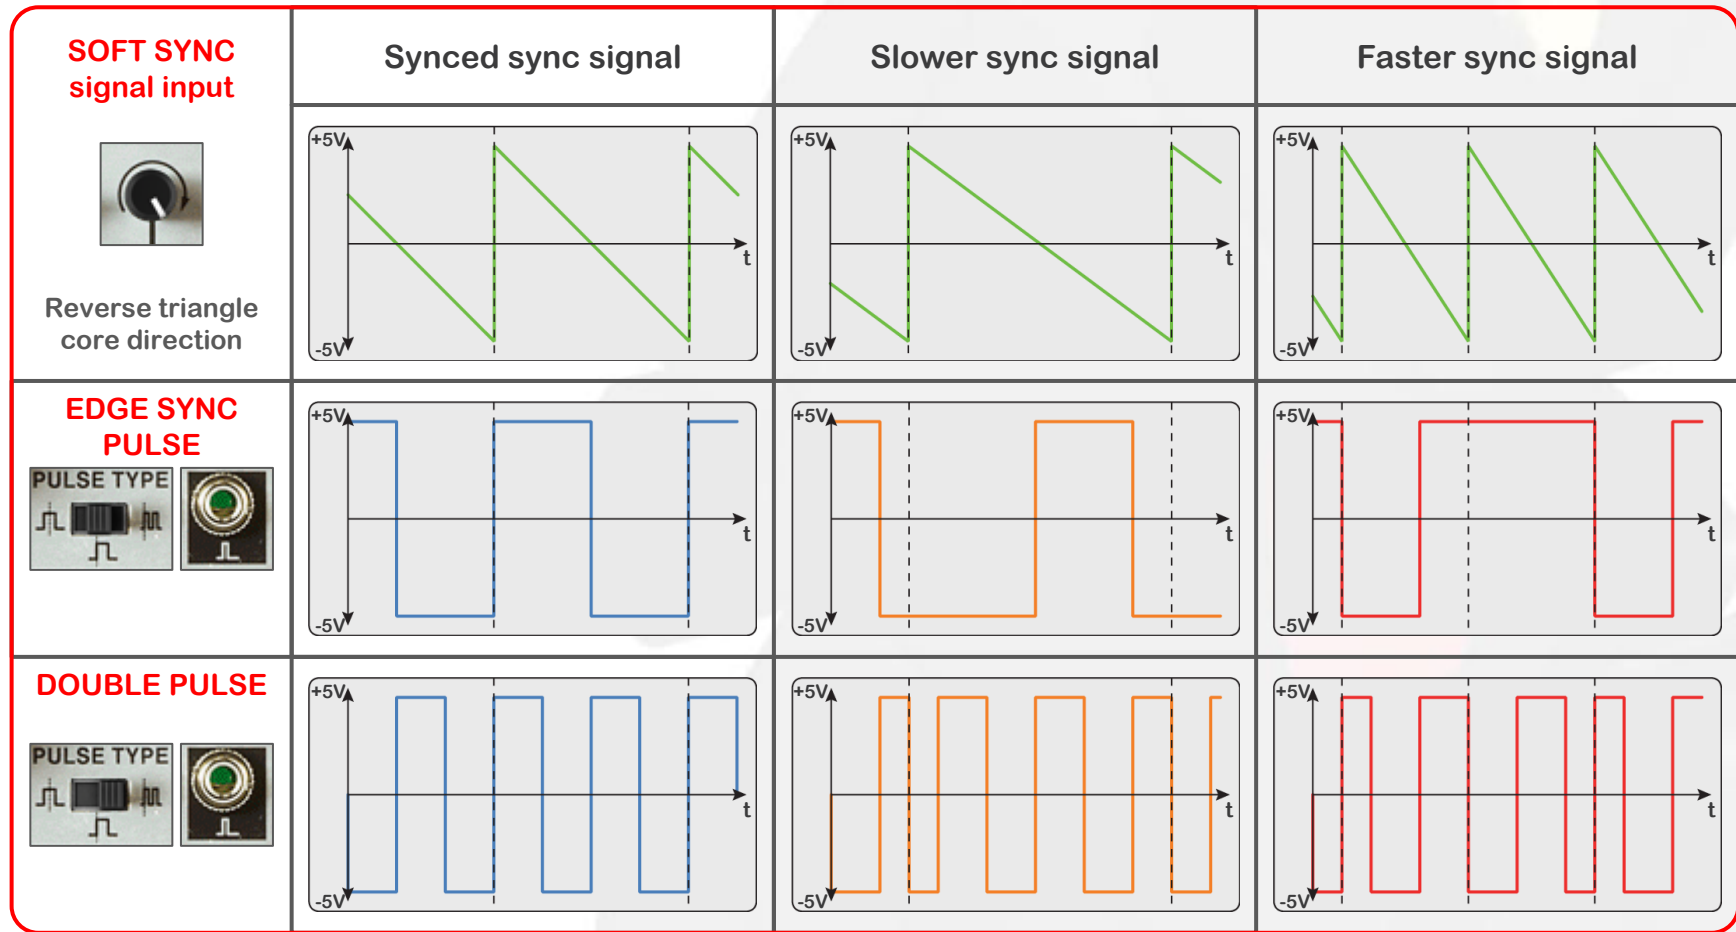 SOFT SYNC
signal input
Synced sync signal
Slower sync signal
Faster sync signal
Reverse triangle
core direction
+5V
-5V
t
+5V
-5V
t
+5V
-5V
t
EDGE SYNC
PULSE
PULSE TYPE
+5V
-5V
t
+5V
-5V
t
+5V
-5V
t
DOUBLE PULSE
PULSE TYPE
+5V
-5V
t
+5V
-5V
t
+5V
-5V
t